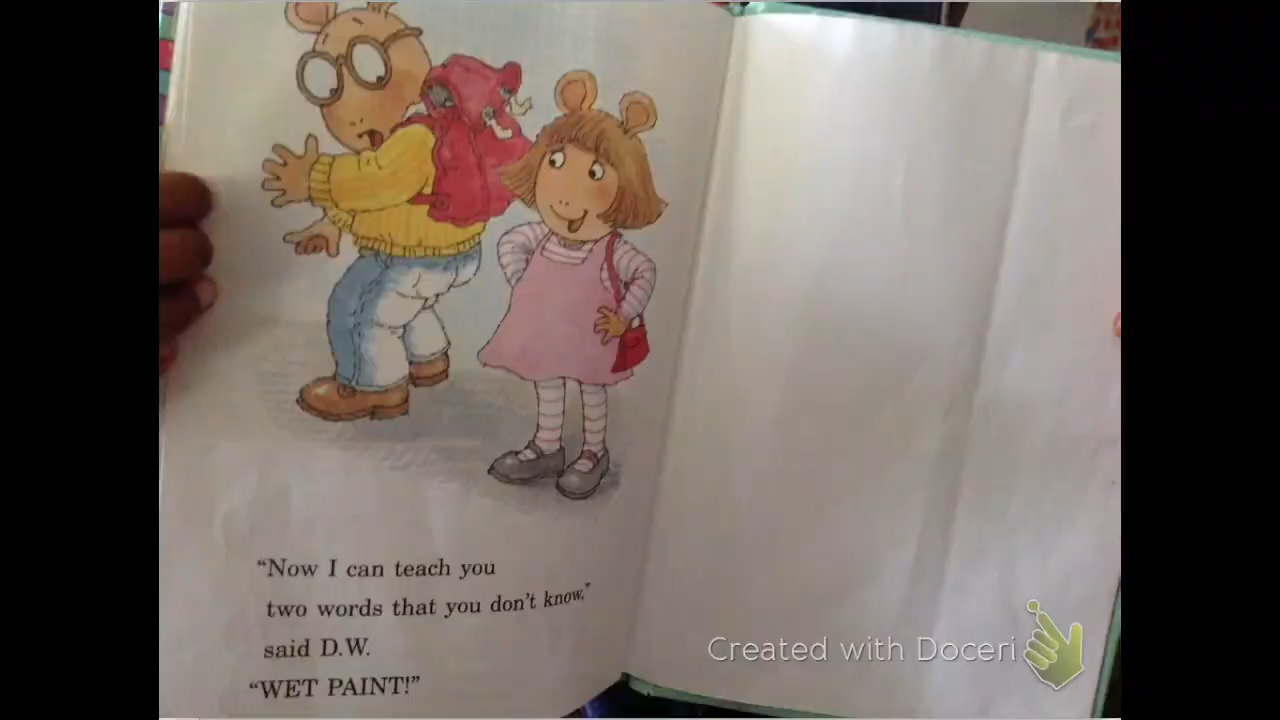 “Now I can teach you
two words that you don't know,”
said D.W.
“WET PAINT!”
Created with Doceri